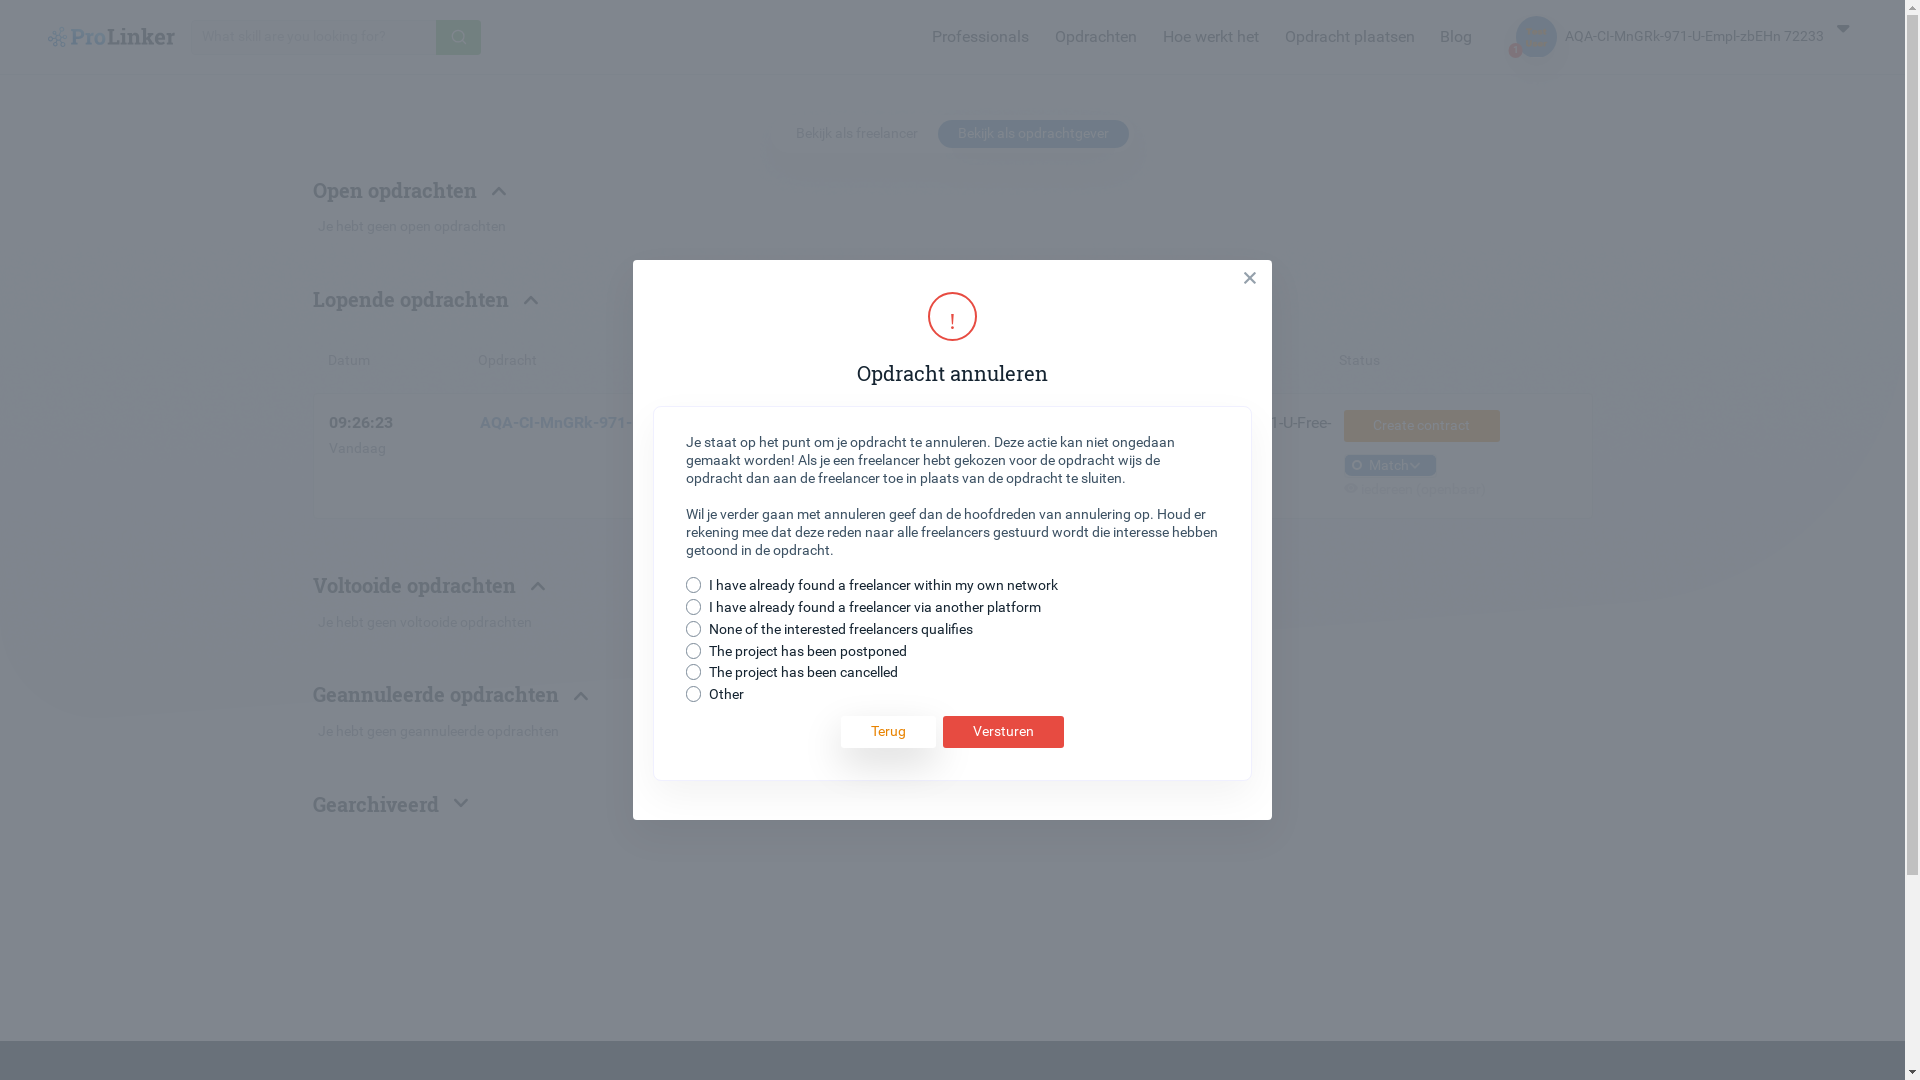 ProLinker
What skill are you looking for?
Professionals
Opdrachten
Hoe werkt het
Opdracht plaatsen
Blog
1
AQA-CI-MnGRk-971-U-Empl-zbEHn 72233
Bekijk als freelancer
Bekijk als opdrachtgever
Open opdrachten
Je hebt geen open opdrachten
Lopende opdrachten
Datum
Opdracht
Status
09:26:23
Vandaag
AQA-CI-MnGRk-971-
1-U-Free-
Create contract
Match
Voltooide opdrachten
Je hebt geen voltooide opdrachten
Geannuleerde opdrachten
Je hebt geen geannuleerde opdrachten
Gearchiveerd
!
Opdracht annuleren
Je staat op het punt om je opdracht te annuleren. Deze actie kan niet ongedaan
gemaakt worden! Als je een freelancer hebt gekozen voor de opdracht wijs de
opdracht dan aan de freelancer toe in plaats van de opdracht te sluiten.
Wil je verder gaan met annuleren geef dan de hoofdreden van annulering op. Houd er
rekening mee dat deze reden naar alle freelancers gestuurd wordt die interesse hebben
getoond in de opdracht.
I have already found a freelancer within my own network
I have already found a freelancer via another platform
None of the interested freelancers qualifies
The project has been postponed
The project has been cancelled
Other
Terug
Versturen